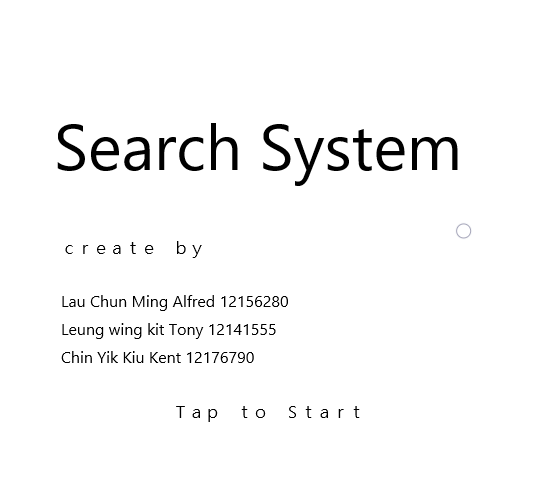 Search System
create by
Lau Chun Ming Alfred 12156280
Leung wing kit Tony 12141555
Chin Yik Kiu Kent 12176790
Tap to Start